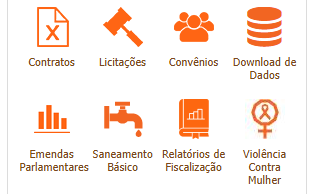 Contratos
Licitações
Convênios
Download de
Dados
Emendas
Parlamentares
Saneamento
Básico
Relatórios de
Fiscalização
Violência
Contra
Mulher